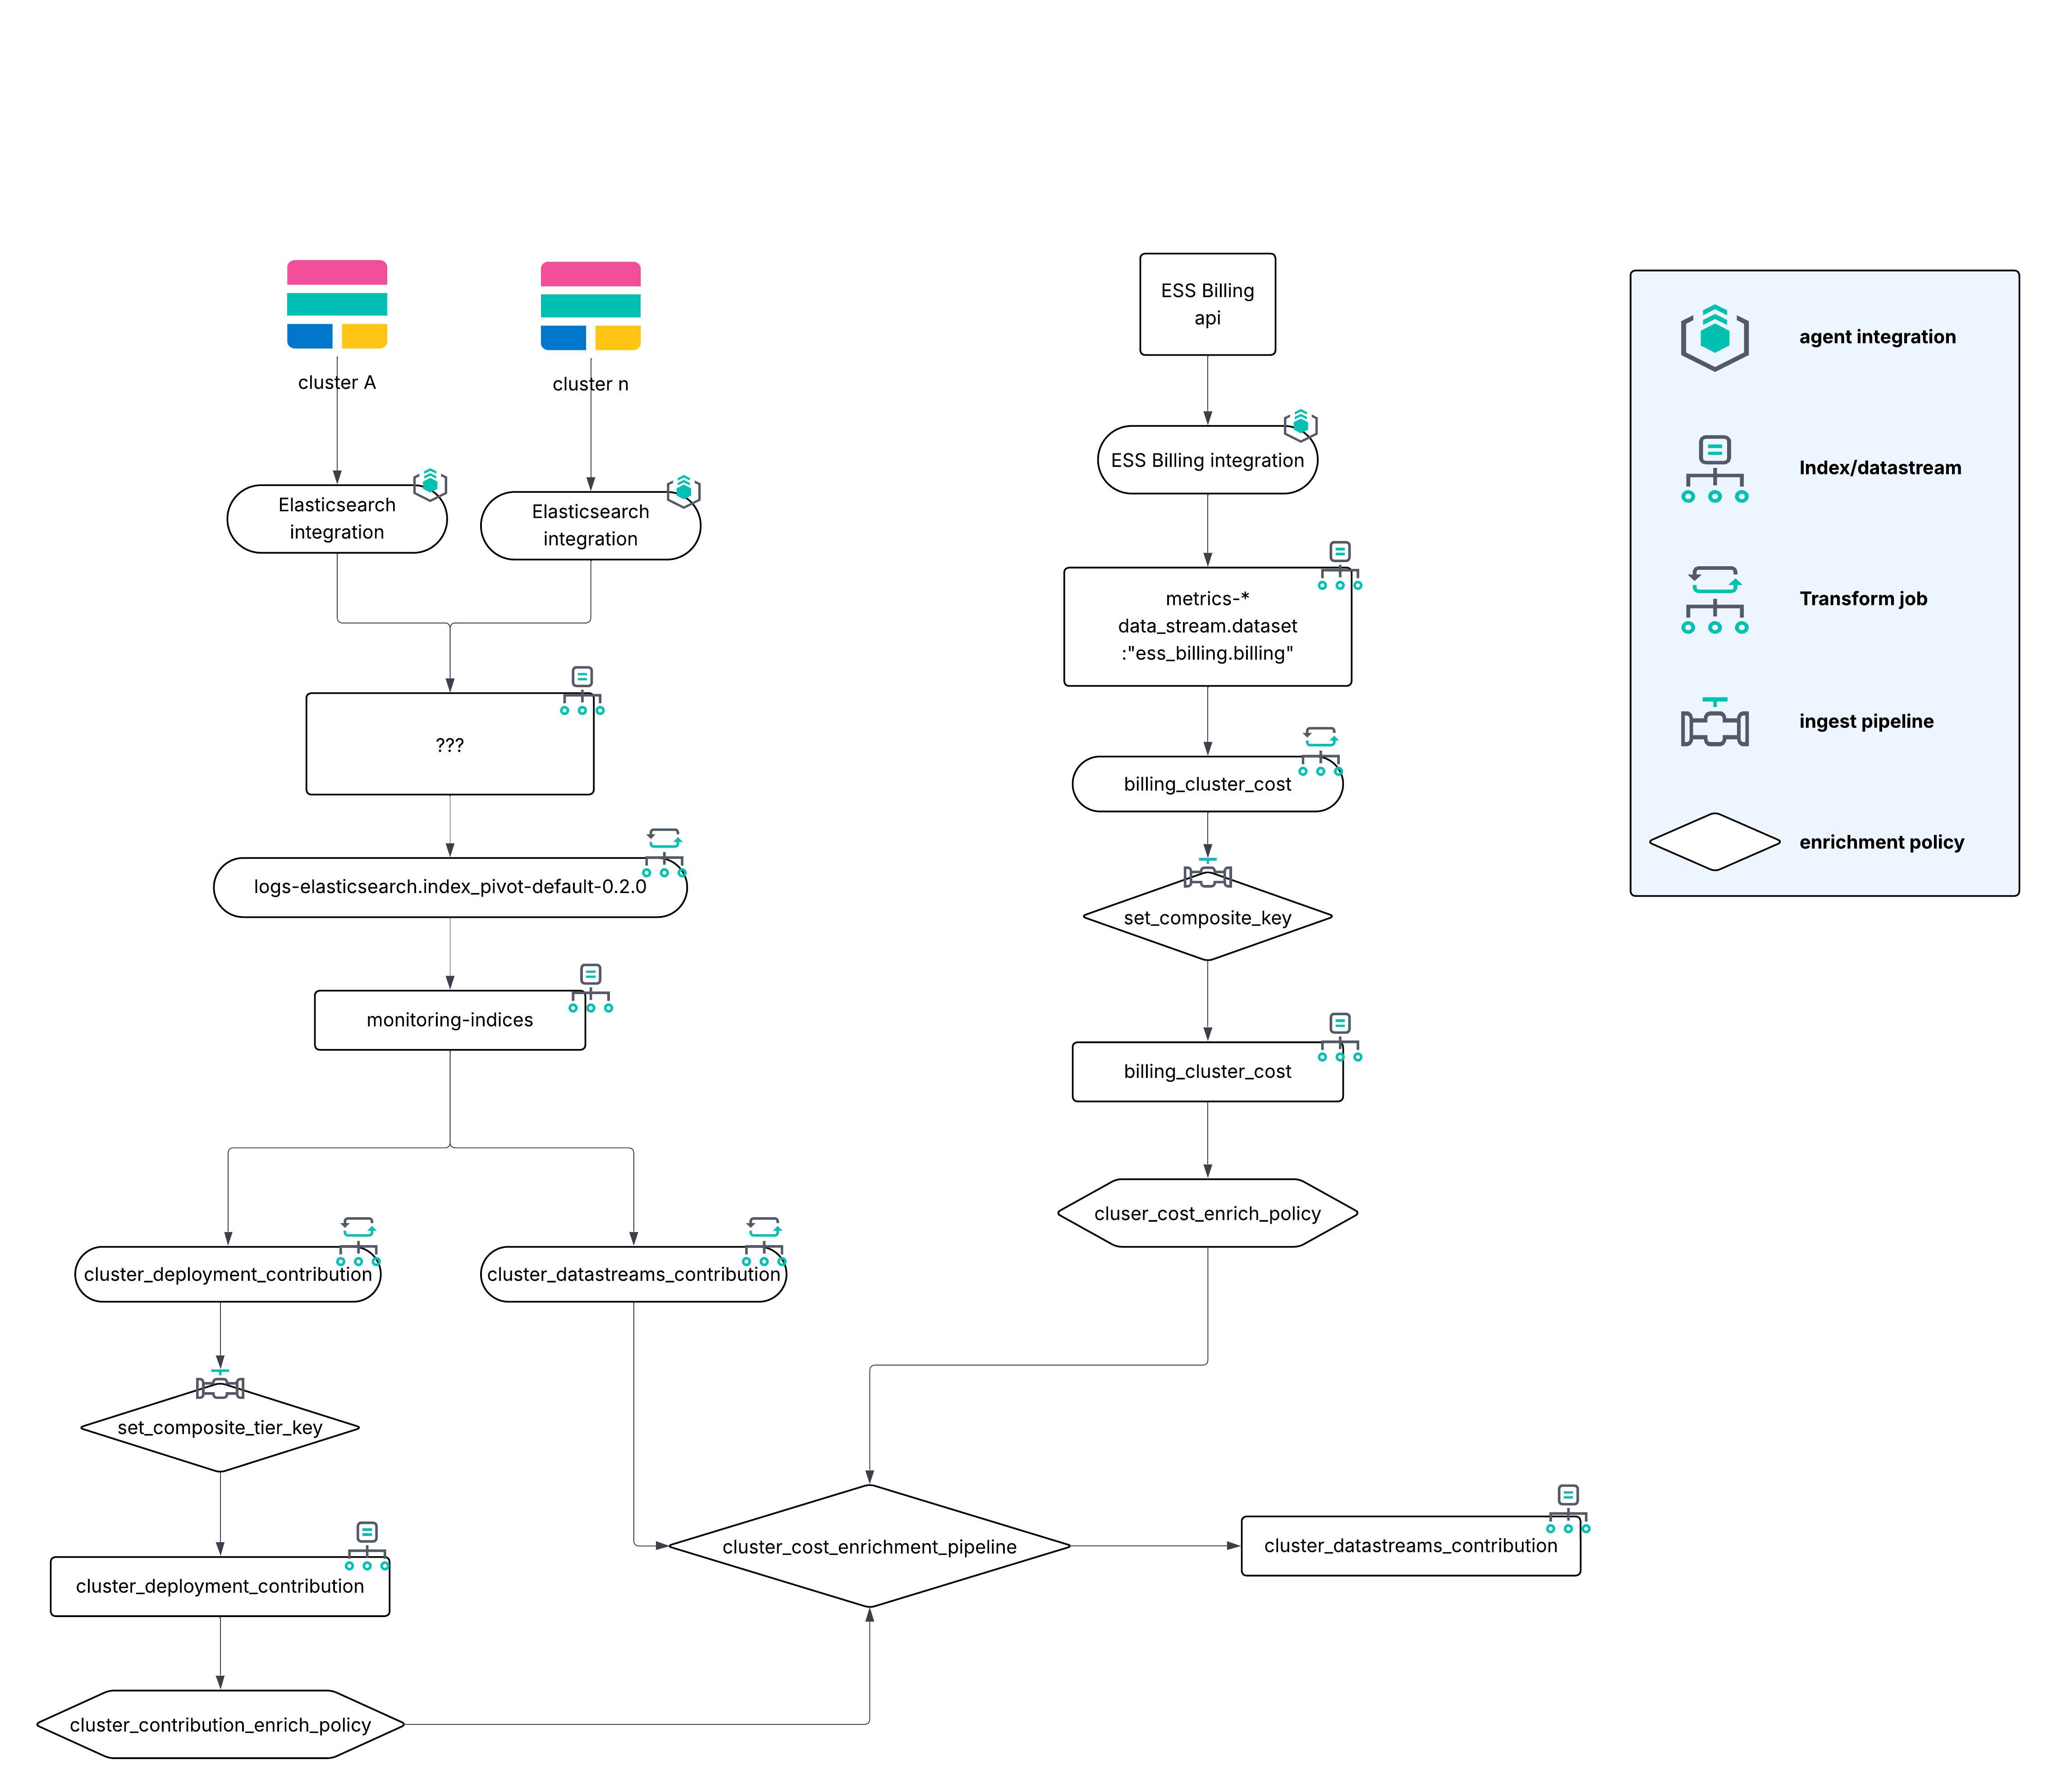 cluster A
cluster n
Elasticsearch
integration
Elasticsearch
integration
???
logs-elasticsearch.index_pivot-default-0.2.0
monitoring-indices
cluster_deployment_contribution
cluster_datastreams_contribution
set_composite_tier_key
cluster_deployment_contribution
cluster_contribution_enrich_policy
ESS Billing
api
ESS Billing integration
metrics-*
data_stream.dataset
:"ess_billing.billing"
billing_cluster_cost
set_composite_key
billing_cluster_cost
cluser_cost_enrich_policy
cluster_cost_enrichment_pipeline
cluster_datastreams_contribution
agent integration
Index/datastream
Transform job
ingest pipeline
enrichment policy